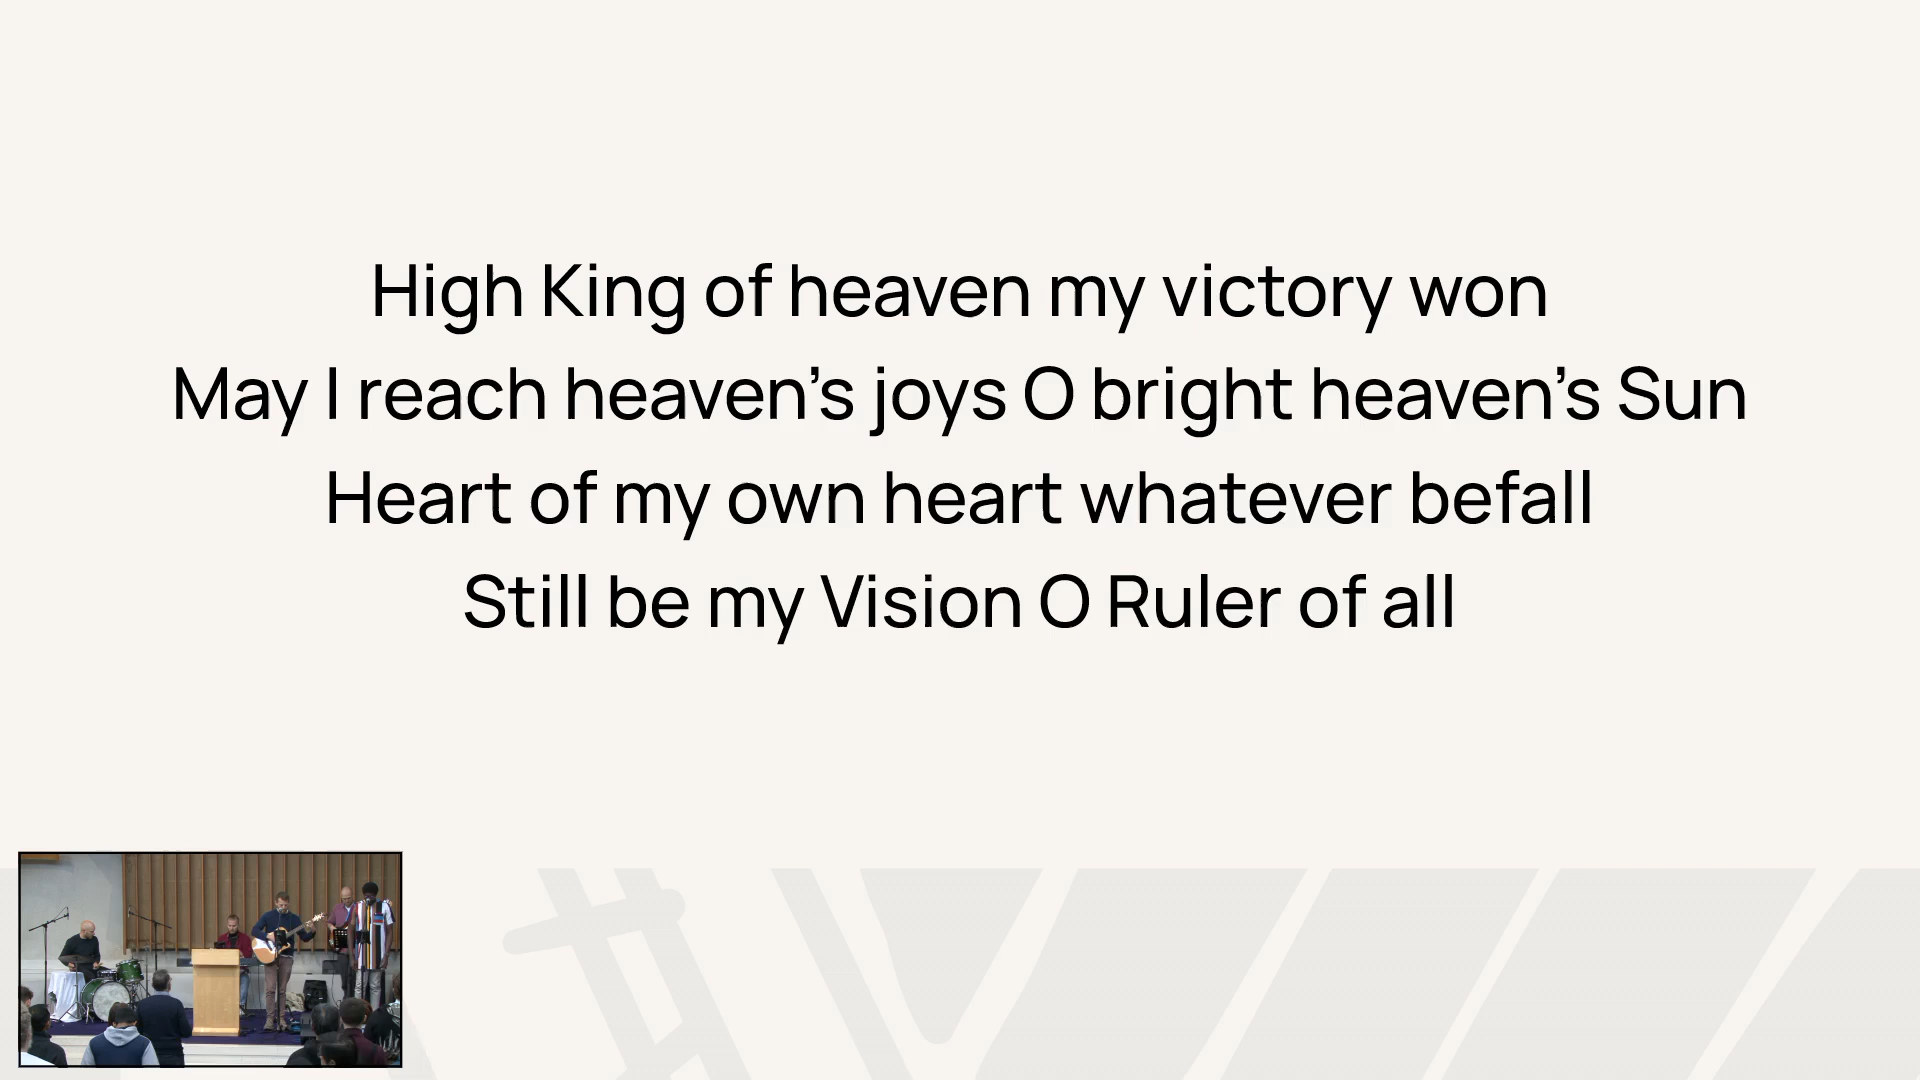 High King of heaven my victory won
May I reach heaven’s joys O bright heaven’s Sun
Heart of my own heart whatever befall
Still be my Vision O Ruler of all